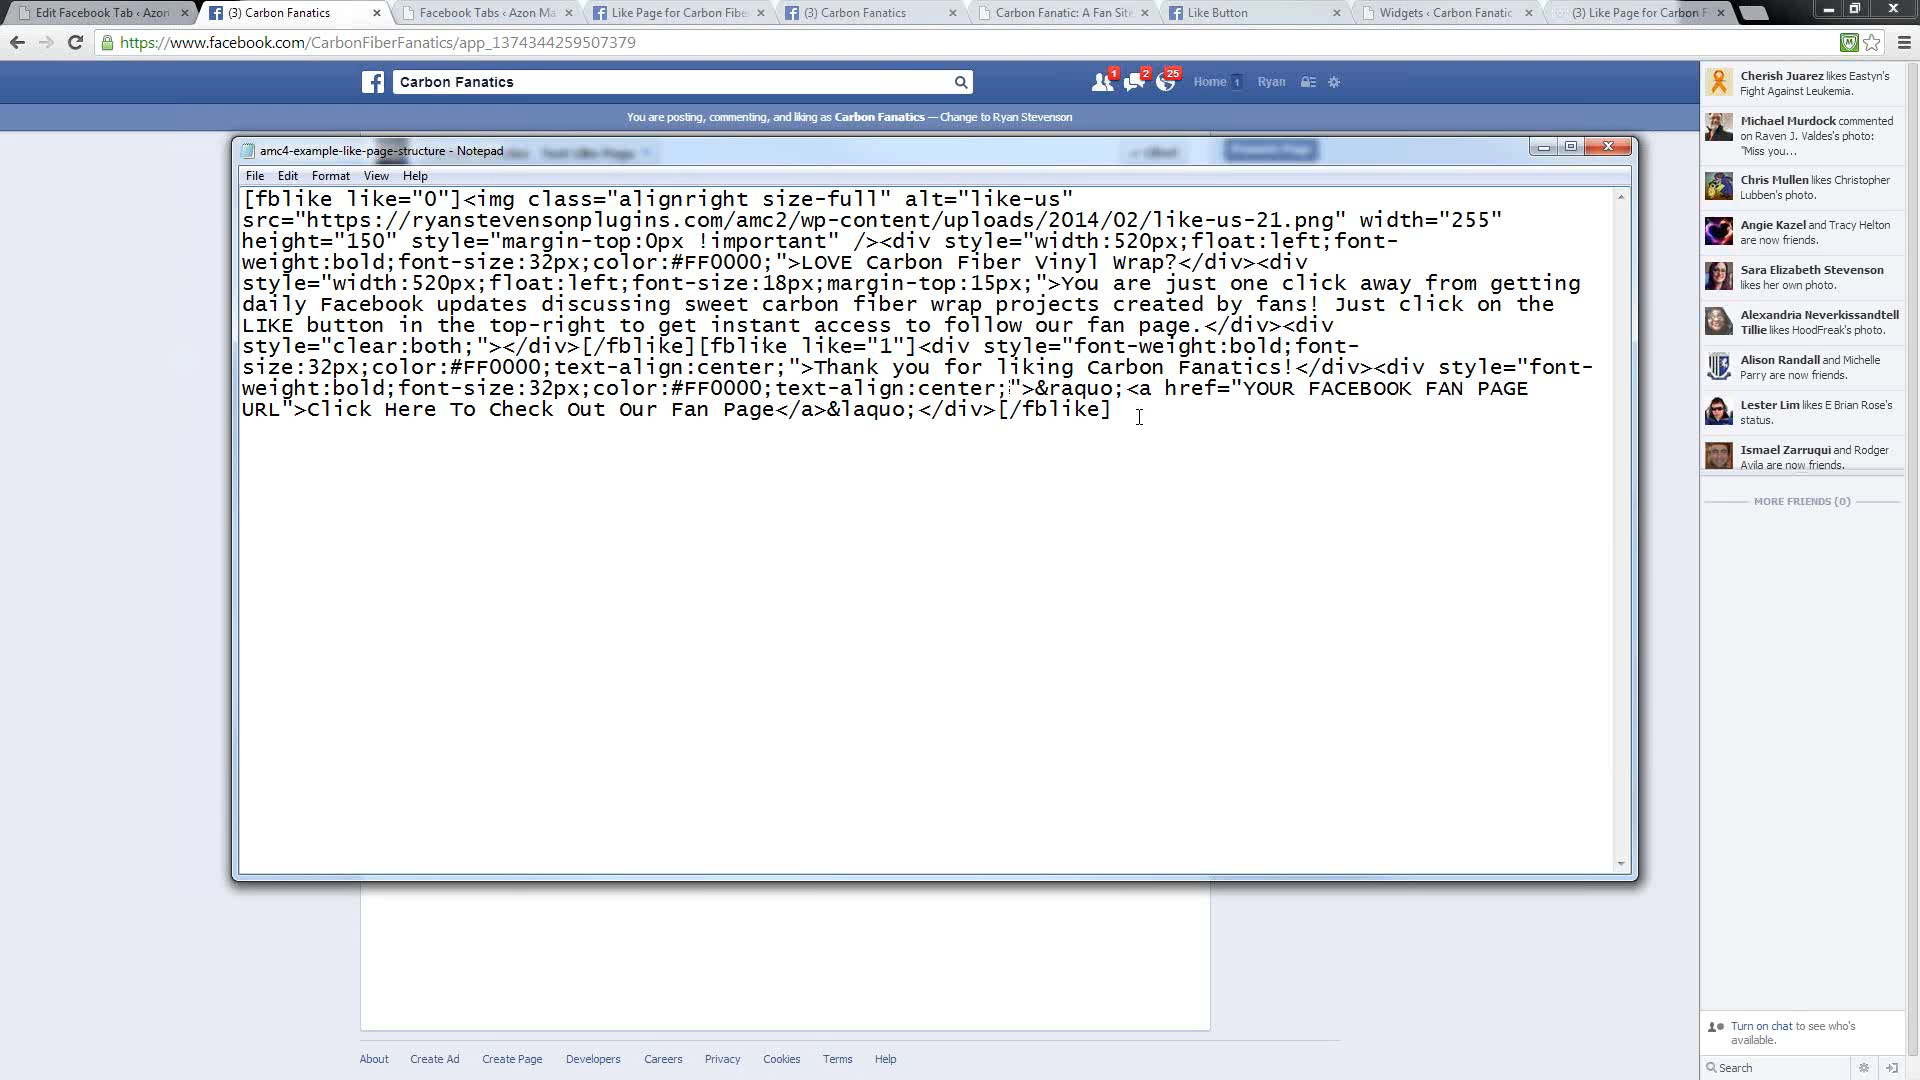 Edit Facebook Tab ‹ Azon
(3) Carbon Fanatics
Facebook Tabs ‹ Azon Ma
Like Page for Carbon Fibe
(3) Carbon Fanatics
Carbon Fanatic: A Fan Site
Like Button
Widgets ‹ Carbon Fanatic
(3) Like Page for Carbon F
https://www.facebook.com/CarbonFiberFanatics/app_1374344259507379
Carbon Fanatics
1
2
25
Home 1
Ryan
You are posting, commenting, and liking as Carbon Fanatics — Change to Ryan Stevenson
amc4-example-like-page-structure - Notepad
File Edit Format View Help
[fblike like="0"]<img class="alignright size-full" alt="like-us"
src="https://ryanstevensonplugins.com/amc2/wp-content/uploads/2014/02/like-us-21.png" width="255"
height="150" style="margin-top:0px !important" /><div style="width:520px;float:left;font-
weight:bold;font-size:32px;color:#FF0000;">LOVE Carbon Fiber Vinyl Wrap?</div><div
style="width:520px;float:left;font-size:18px;margin-top:15px;">You are just one click away from getting
daily Facebook updates discussing sweet carbon fiber wrap projects created by fans! Just click on the
LIKE button in the top-right to get instant access to follow our fan page.</div><div
style="clear:both;"></div>[/fblike][fblike like="1"]<div style="font-weight:bold;font-
size:32px;color:#FF0000;text-align:center;">Thank you for liking Carbon Fanatics!</div><div style="font-
weight:bold;font-size:32px;color:#FF0000;text-align:center;">&raquo;<a href="YOUR FACEBOOK FAN PAGE
URL">Click Here To Check Out Our Fan Page</a>&laquo;</div>[/fblike]
Cherish Juarez likes Eastyn's
Fight Against Leukemia.
Michael Murdock commented
on Raven J. Valdes's photo:
"Miss you...
Chris Mullen likes Christopher
Lubben's photo.
Angie Kazel and Tracy Helton
are now friends.
Sara Elizabeth Stevenson
likes her own photo.
Alexandria Neverkissandtell
Tillie likes HoodFreak's photo.
Alison Randall and Michelle
Parry are now friends.
Lester Lim likes E Brian Rose's
status.
Ismael Zarruqui and Rodger
Avila are now friends.
MORE FRIENDS (0)
Turn on chat to see who's
available.
Search
About Create Ad Create Page Developers Careers Privacy Cookies Terms Help